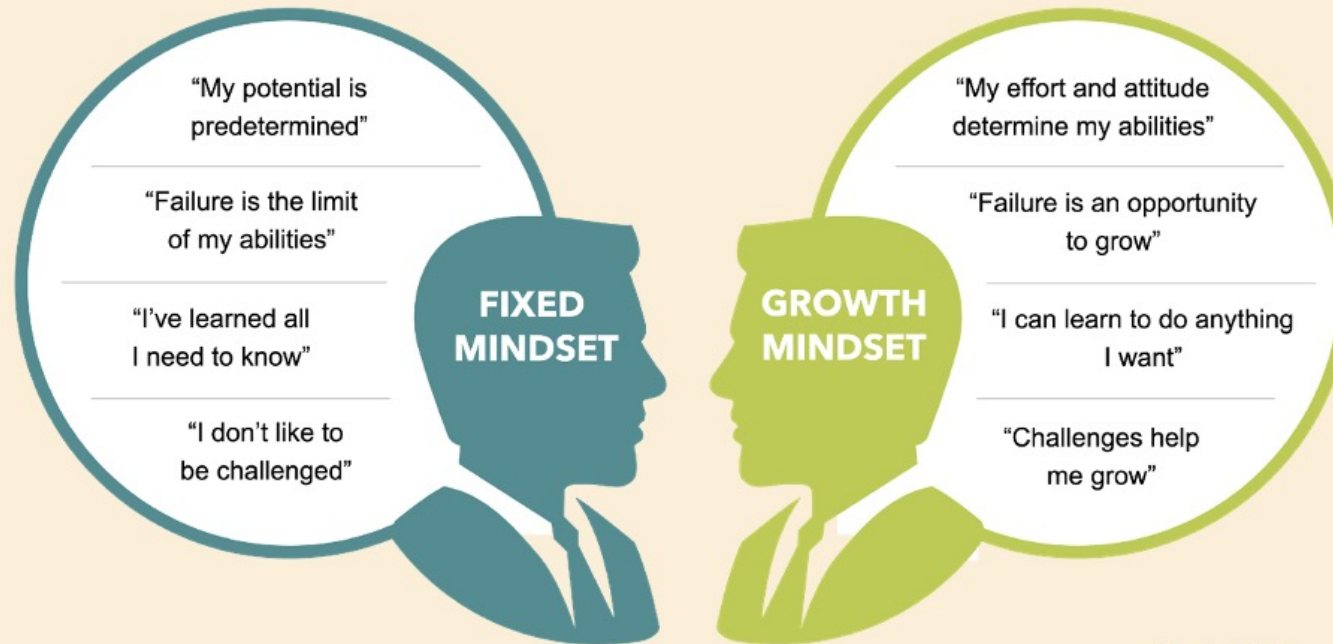 “My potential is
predetermined”
“Failure is the limit
of my abilities”
“I’ve learned all
I need to know”
“I don’t like to
be challenged”
FIXED
MINDSET
GROWTH
MINDSET
“My effort and attitude
determine my abilities”
“Failure is an opportunity
to grow”
“I can learn to do anything
I want”
“Challenges help
me grow”